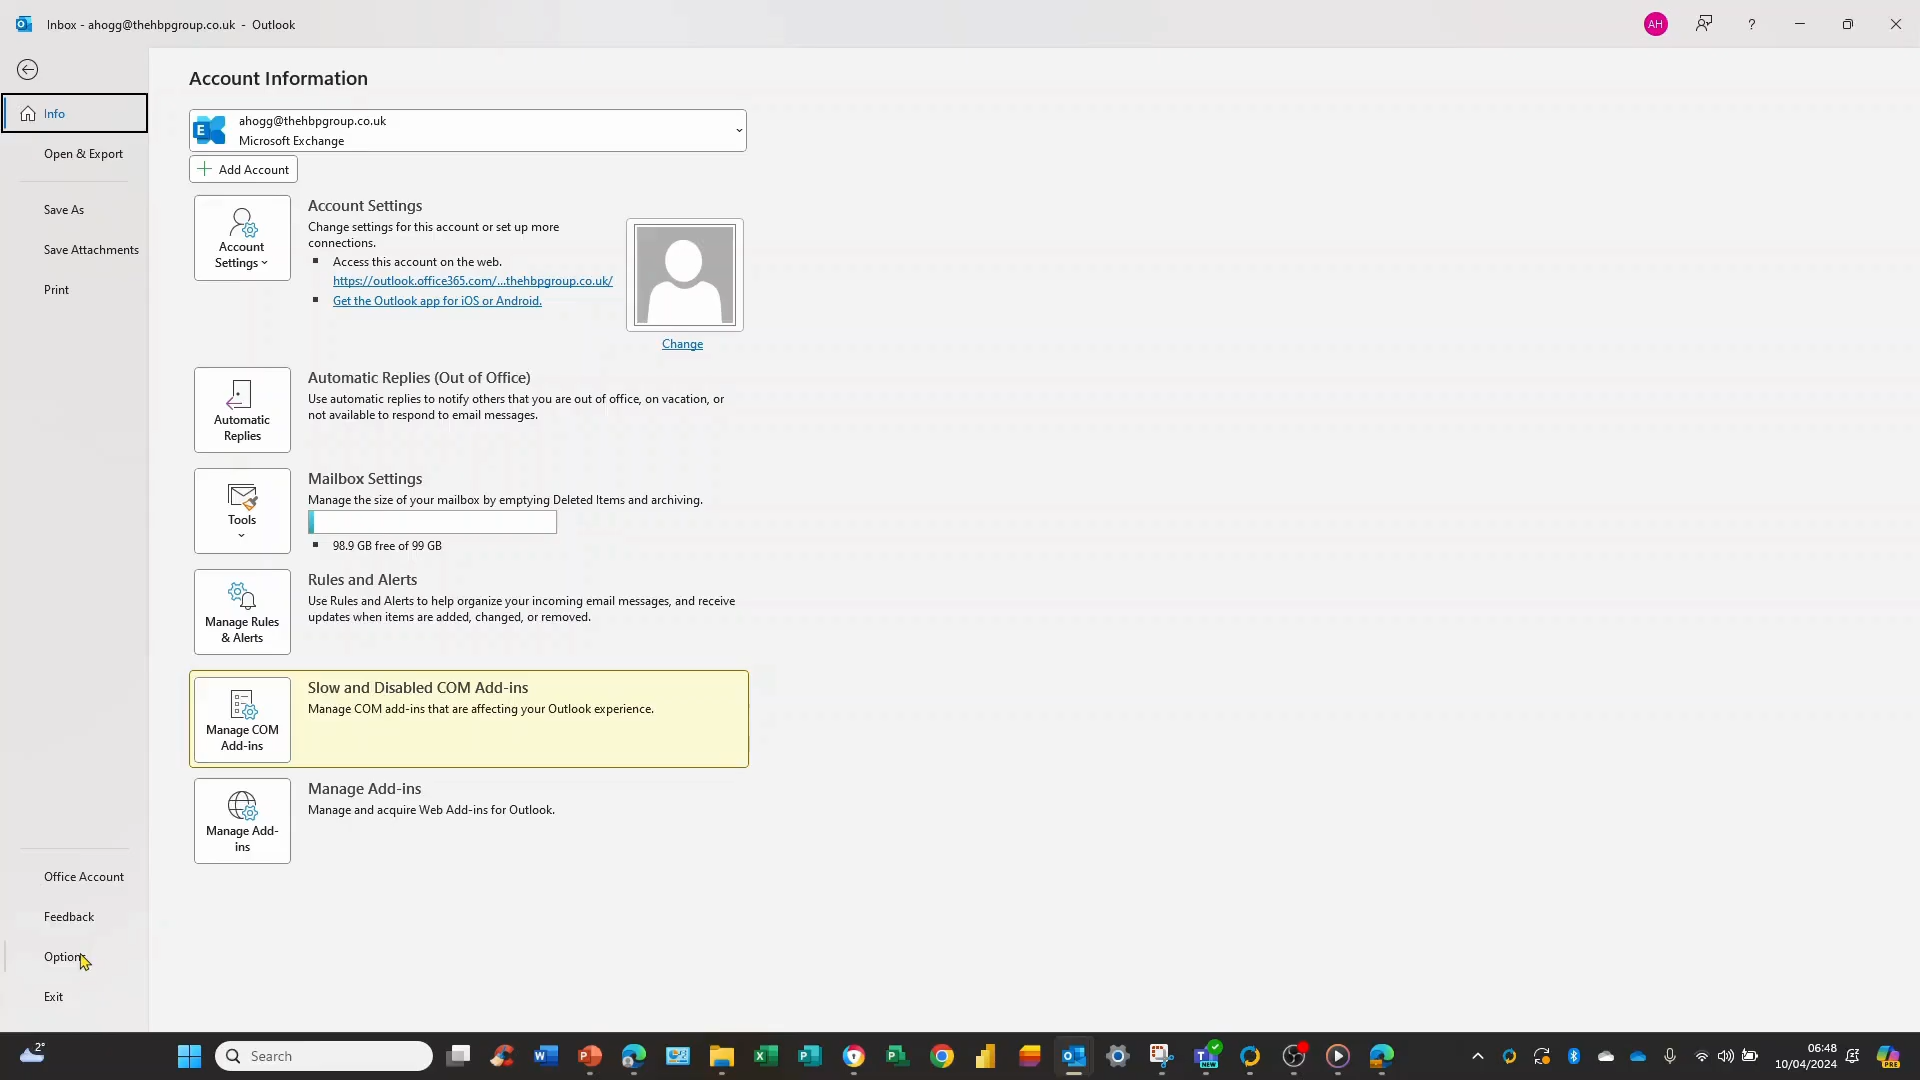 Inbox - ahogg@thehbpgroup.co.uk - Outlook
AH
?
Info
Open & Export
Save As
Save Attachments
Print
Office Account
Feedback
Options
Exit
Account Information
E
ahogg@thehbpgroup.co.uk
Microsoft Exchange
Add Account
Account
Settings
Account Settings
Change settings for this account or set up more
connections.
Access this account on the web.
https://outlook.office365.com/...thehbpgroup.co.uk/
Get the Outlook app for iOS or Android.
Change
Automatic
Replies
Automatic Replies (Out of Office)
Use automatic replies to notify others that you are out of office, on vacation, or
not available to respond to email messages.
Tools
Mailbox Settings
Manage the size of your mailbox by emptying Deleted Items and archiving.
98.9 GB free of 99 GB
Manage Rules
& Alerts
Rules and Alerts
Use Rules and Alerts to help organize your incoming email messages, and receive
updates when items are added, changed, or removed.
Manage COM
Add-ins
Slow and Disabled COM Add-ins
Manage COM add-ins that are affecting your Outlook experience.
Manage Add-
ins
Manage Add-ins
Manage and acquire Web Add-ins for Outlook.
2°
Search
06:48
10/04/2024